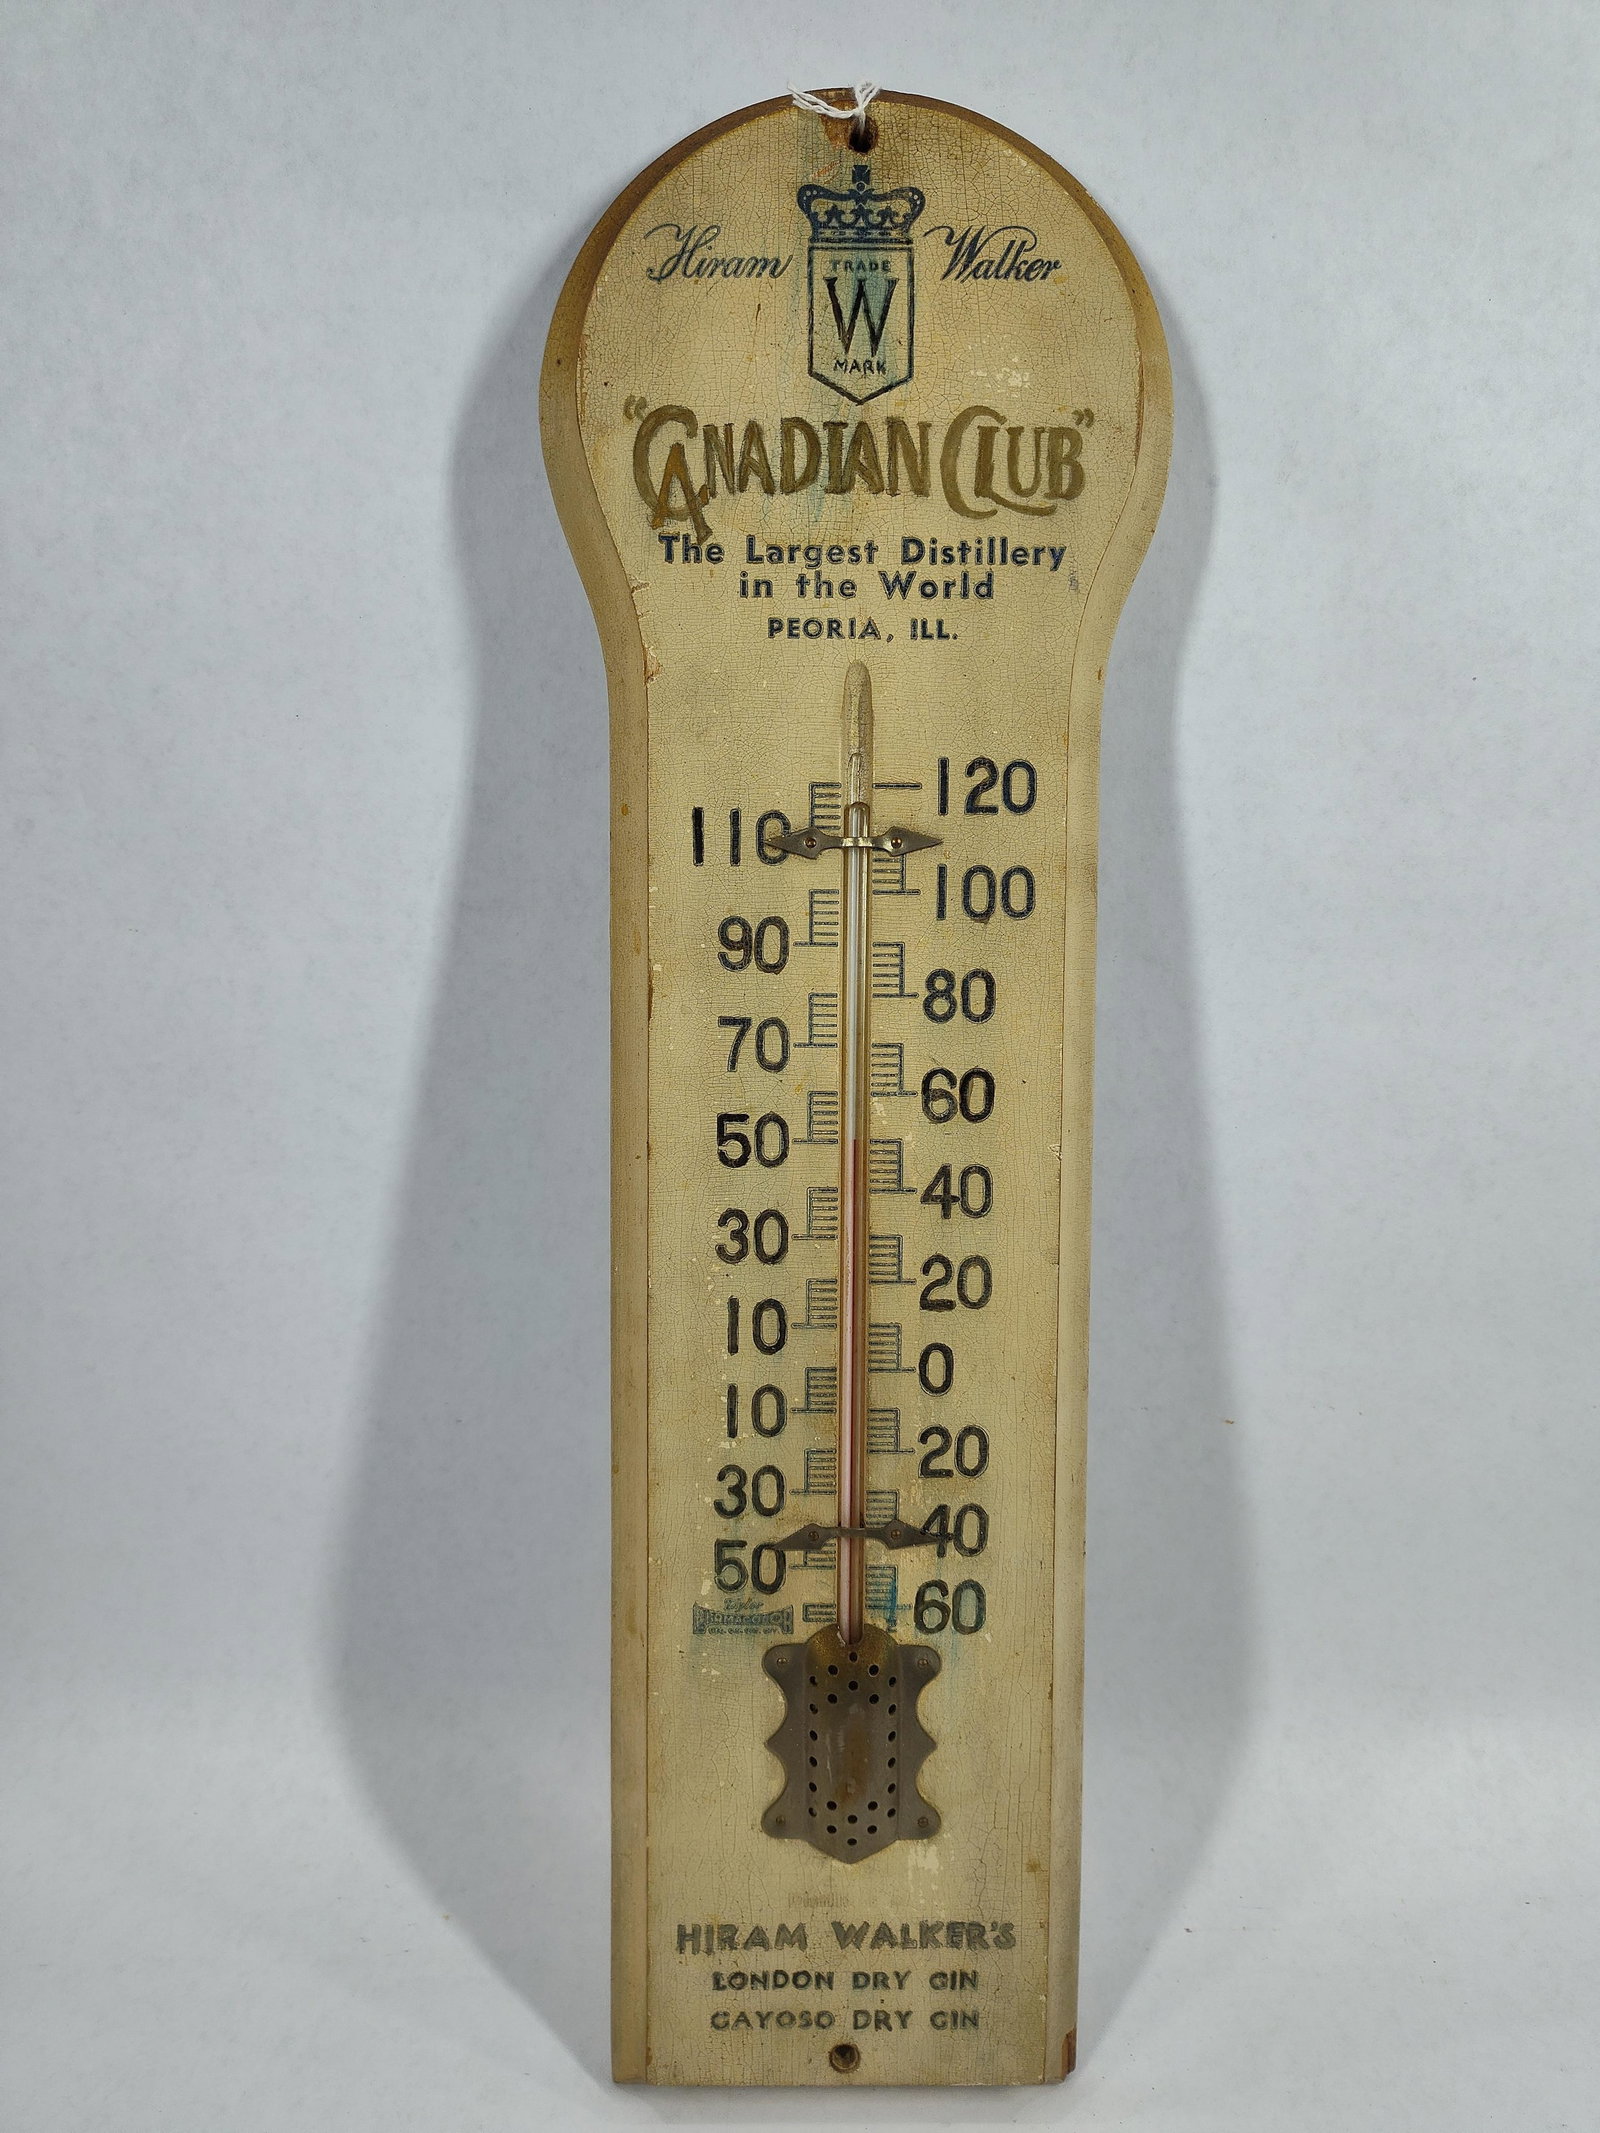 Hiram Walker
TRADE
W
MARK
"CANADIAN CLUB"
The Largest Distillery
in the World
PEORIA, ILL.
120
110
100
90
80
70
60
50
40
30
20
10
0
10
20
30
40
50
60
HIRAM WALKER'S
LONDON DRY GIN
GAYOSO DRY GIN